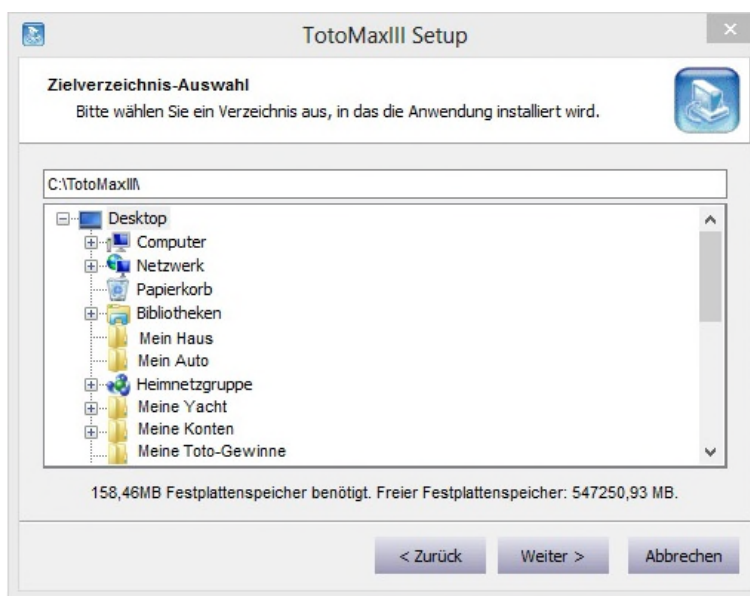 TotoMaxIII Setup
Zielverzeichnis-Auswahl
Bitte wählen Sie ein Verzeichnis aus, in das die Anwendung installiert wird.
C:\TotoMaxIII\
Desktop
Computer
Netzwerk
Papierkorb
Bibliotheken
Mein Haus
Mein Auto
Heimnetzgruppe
Meine Yacht
Meine Konten
Meine Toto-Gewinne
158,46MB Festplattenspeicher benötigt. Freier Festplattenspeicher: 547250,93 MB.
< Zurück Weiter > Abbrechen